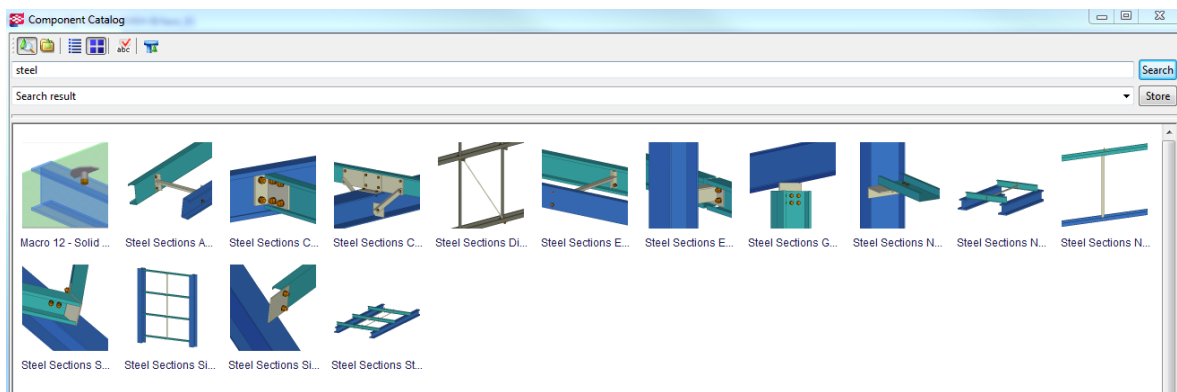 Component Catalog
abc
steel
Search
Search result
Store
Macro 12 - Solid ...
Steel Sections A...
Steel Sections C...
Steel Sections C...
Steel Sections Di...
Steel Sections E...
Steel Sections E...
Steel Sections G...
Steel Sections N...
Steel Sections N...
Steel Sections N...
Steel Sections S...
Steel Sections Si...
Steel Sections Si...
Steel Sections St...